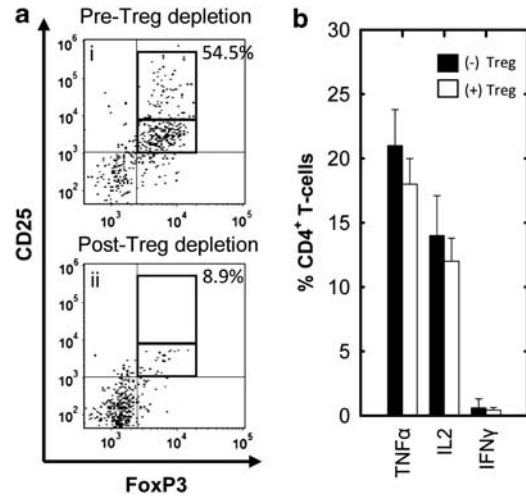 a
Pre-Treg depletion
i
54.5%
10⁶
10⁵
10⁴
10³
10²
10³
10⁴
10⁵
Post-Treg depletion
ii
8.9%
10⁶
10⁵
10⁴
10³
10²
10³
10⁴
10⁵
CD25
FoxP3
b
30
25
20
15
10
5
0
% CD4⁺ T-cells
(-) Treg
(+) Treg
TNFα
IL2
IFNγ